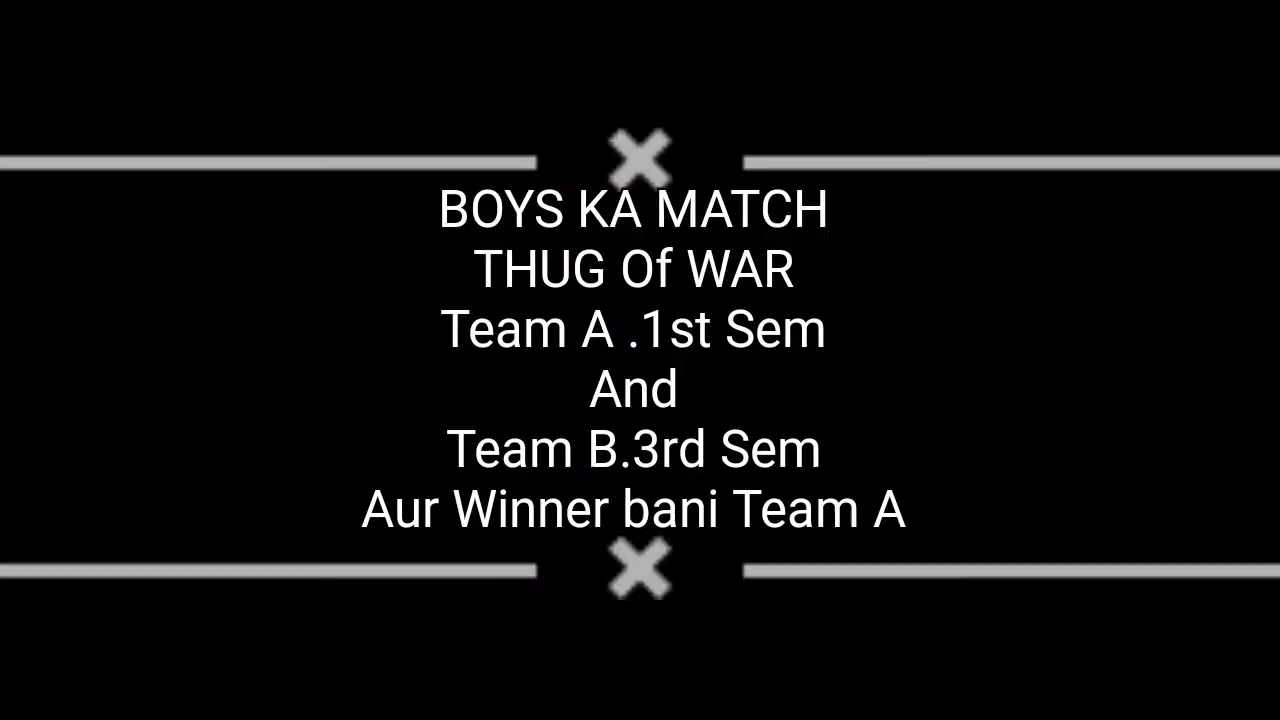 BOYS KA MATCH
THUG Of WAR
Team A .1st Sem
And
Team B.3rd Sem
Aur Winner bani Team A